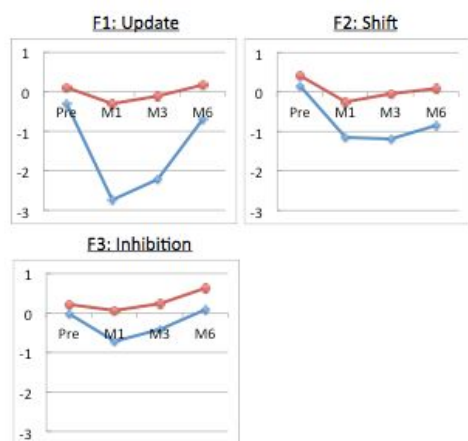 F1: Update
1
0
-1
-2
-3
Pre
M1
M3
M6
F2: Shift
1
0
-1
-2
-3
Pre
M1
M3
M6
F3: Inhibition
1
0
-1
-2
-3
Pre
M1
M3
M6